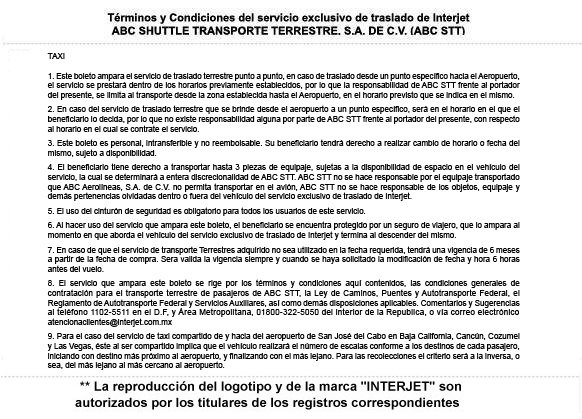 Términos y Condiciones del servicio exclusivo de traslado de Interjet
ABC SHUTTLE TRANSPORTE TERRESTRE. S.A. DE C.V. (ABC STT)
TAXI
1. Este boleto ampara el servicio de traslado terrestre punto a punto, en caso de traslado desde un punto específico hacia el Aeropuerto,
el servicio se prestará dentro de los horarios previamente establecidos, por lo que la responsabilidad de ABC STT frente al portador
del presente, se limita al transporte desde la zona establecida hasta el Aeropuerto, en el horario previsto que se indica en el mismo.
2. En caso del servicio de traslado terrestre que se brinde desde el aeropuerto a un punto específico, será en el horario en el que el
beneficiario lo decida, por lo que no existe responsabilidad alguna por parte de ABC STT frente al portador del presente, con respecto
al horario en el cual se contrate el servicio.
3. Este boleto es personal, intransferible y no reembolsable. Su beneficiario tendrá derecho a realizar cambio de horario o fecha del
mismo, sujeto a disponibilidad.
4. El beneficiario tiene derecho a transportar hasta 3 piezas de equipaje, sujetas a la disponibilidad de espacio en el vehículo del
servicio, la cual se determinará a entera discrecionalidad de ABC STT. ABC STT no se hace responsable por el equipaje transportado
que ABC Aerolíneas, S.A. de C.V. no permita transportar en el avión, ABC STT no se hace responsable de los objetos, equipaje y
demás pertenencias olvidadas dentro o fuera del vehículo del servicio exclusivo de traslado de Interjet.
5. El uso del cinturón de seguridad es obligatorio para todos los usuarios de este servicio.
6. Al hacer uso del servicio que ampara este boleto, el beneficiario se encuentra protegido por un seguro de viajero, que lo ampara al
momento en que aborda el vehículo del servicio exclusivo de traslado de Interjet y termina al descender del mismo.
7. En caso de que el servicio de transporte Terrestres adquirido no sea utilizado en la fecha requerida, tendrá una vigencia de 6 meses
a partir de la fecha de compra. Sera valida la vigencia siempre y cuando se haya solicitado la modificación de fecha y hora 6 horas
antes del vuelo.
8. El servicio que ampare este boleto se rige por los términos y condiciones aquí contenidos, las condiciones generales de
contratación para el transporte terrestre de pasajeros de ABC STT, la Ley de Caminos, Puentes y Autotransporte Federal, el
Reglamento de Autotransporte Federal y Servicios Auxiliares, así como demás disposiciones aplicables. Comentarios y Sugerencias
al teléfono 1102-5511 en el D.F, y Área Metropolitana, 01800-322-5050 del Interior de la Republica, o vía correo electrónico
atencionaclientes@interjet.com.mx
9. Para el caso del servicio de taxi compartido de y hacia del aeropuerto de San José del Cabo en Baja California, Cancún, Cozumel
y Las Vegas, éste al ser compartido implica que el vehículo realizará el número de escalas conforme a los destinos de cada pasajero,
iniciando con destino más próximo al aeropuerto, y finalizando con el más lejano. Para las recolecciones el criterio será a la inversa, o
sea, del más lejano al más cercano al aeropuerto.
** La reproducción del logotipo y de la marca "INTERJET" son
autorizados por los titulares de los registros correspondientes